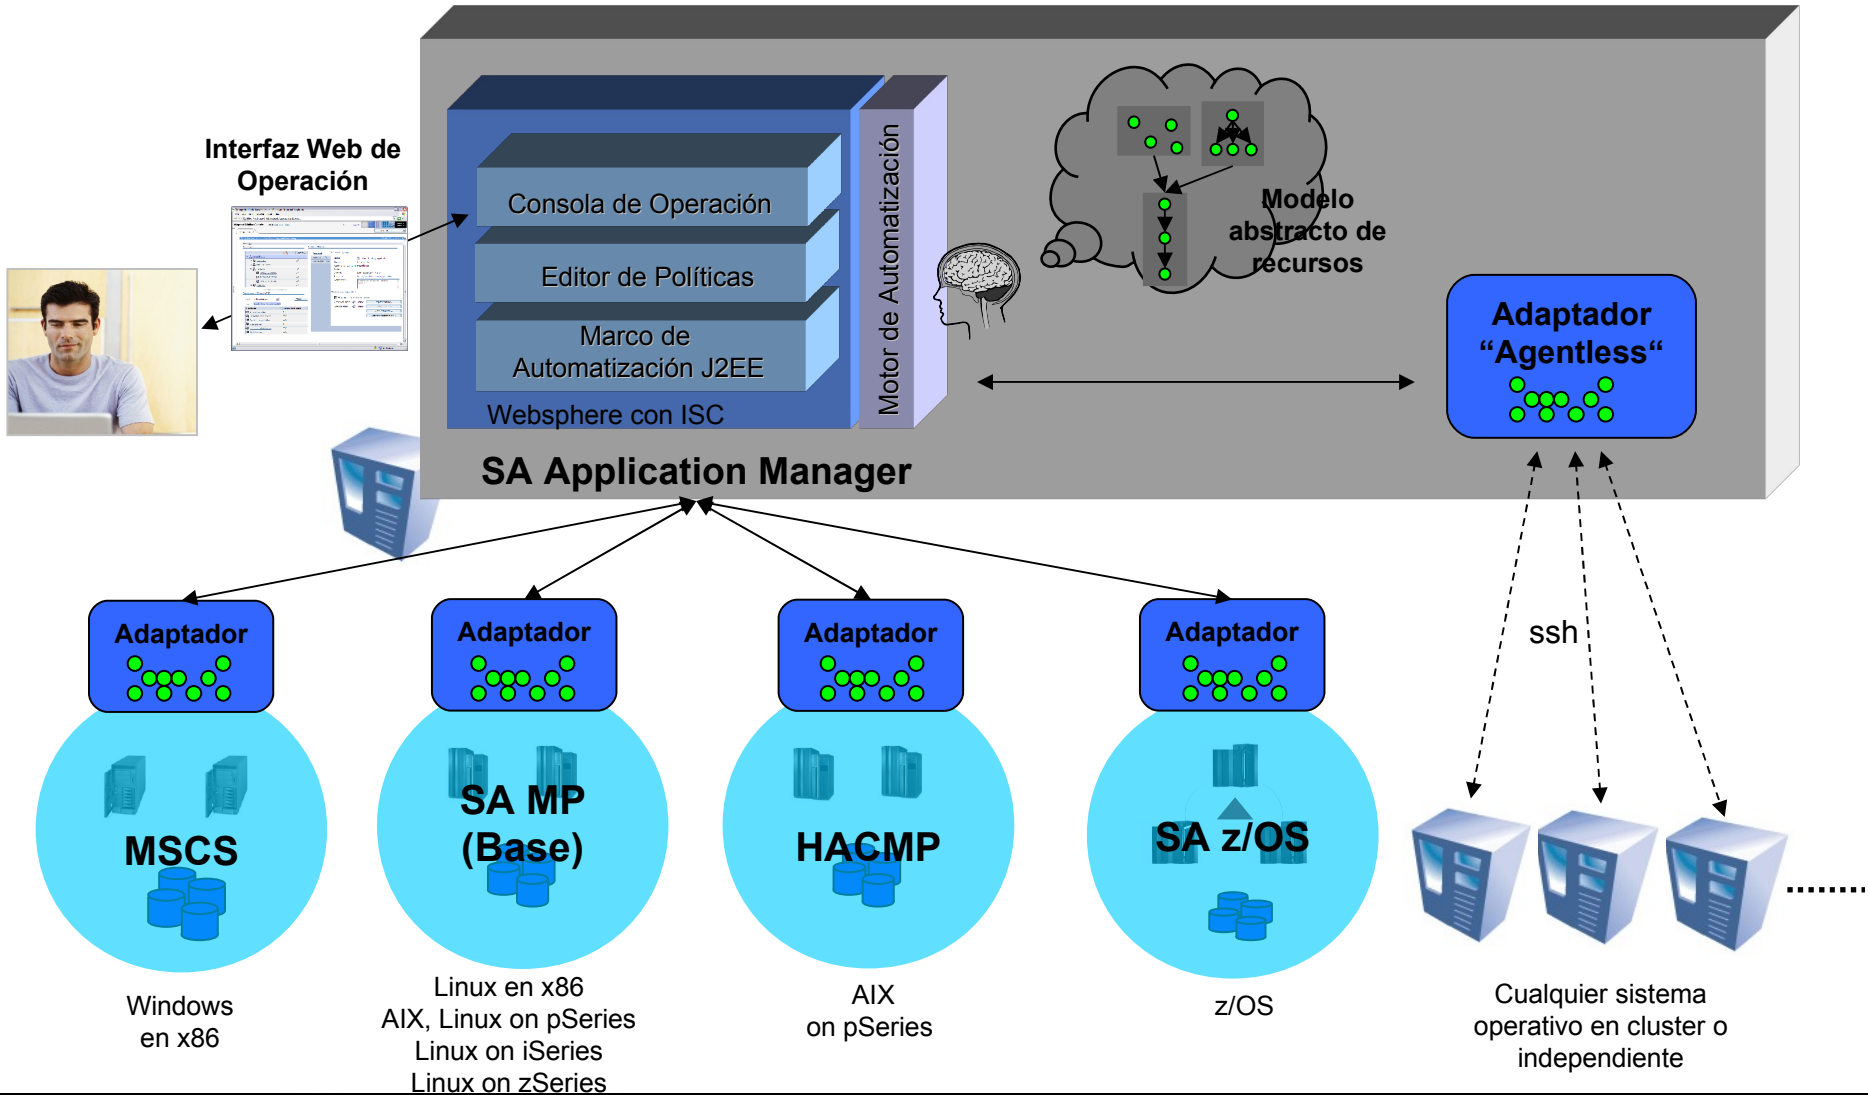 Interfaz Web de
Operación
Consola de Operación
Editor de Políticas
Marco de
Automatización J2EE
Websphere con ISC
Motor de Automatización
Modelo
abstracto de
recursos
Adaptador
“Agentless“
SA Application Manager
ssh
Adaptador
Adaptador
Adaptador
Adaptador
MSCS
SA MP
(Base)
HACMP
SA z/OS
Windows
en x86
Linux en x86
AIX, Linux on pSeries
Linux on iSeries
Linux on zSeries
AIX
on pSeries
z/OS
Cualquier sistema
operativo en cluster o
independiente